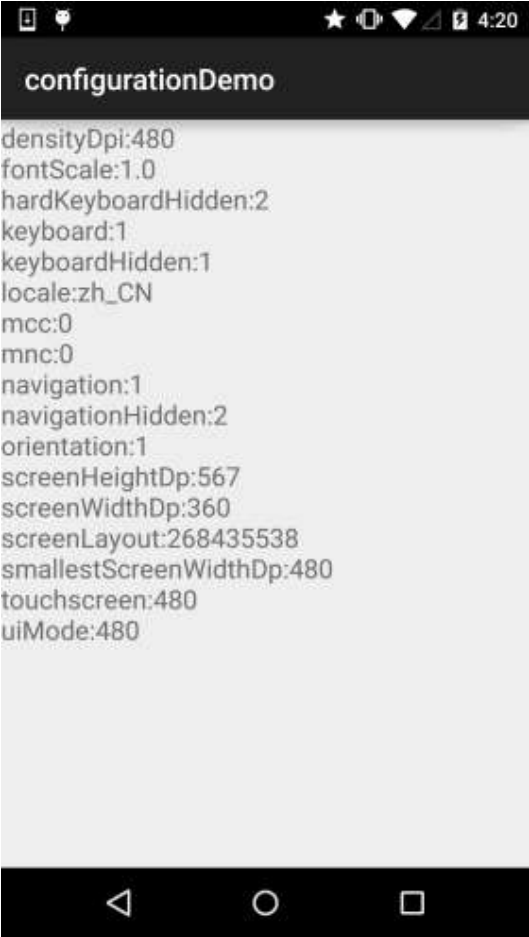 4:20
configurationDemo
densityDpi:480
fontScale:1.0
hardKeyboardHidden:2
keyboard:1
keyboardHidden:1
locale:zh_CN
mcc:0
mnc:0
navigation:1
navigationHidden:2
orientation:1
screenHeightDp:567
screenWidthDp:360
screenLayout:268435538
smallestScreenWidthDp:480
touchscreen:480
uiMode:480